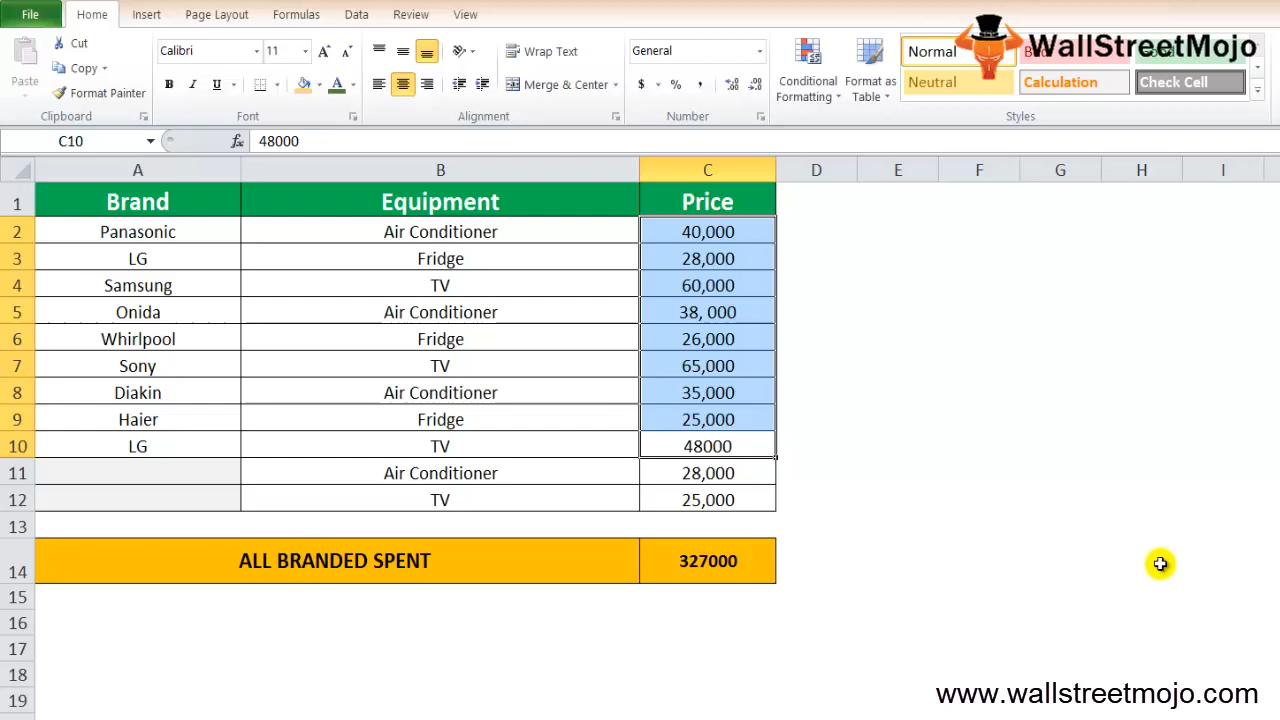 File Home Insert Page Layout Formulas Data Review View
WallStreetMojo
Paste
Cut
Copy
Format Painter
Clipboard
Calibri 11
B I U A
Font
Wrap Text
Merge & Center
Alignment
General
$ % ,
Number
Conditional Formatting
Format as Table
Normal
Neutral Calculation Check Cell
Styles
C10 fx 48000
A B C D E F G H I
1 Brand Equipment Price
2 Panasonic Air Conditioner 40,000
3 LG Fridge 28,000
4 Samsung TV 60,000
5 Onida Air Conditioner 38, 000
6 Whirlpool Fridge 26,000
7 Sony TV 65,000
8 Diakin Air Conditioner 35,000
9 Haier Fridge 25,000
10 LG TV 48000
11 Air Conditioner 28,000
12 TV 25,000
13
14 ALL BRANDED SPENT 327000
15
16
17
18
19
www.wallstreetmojo.com